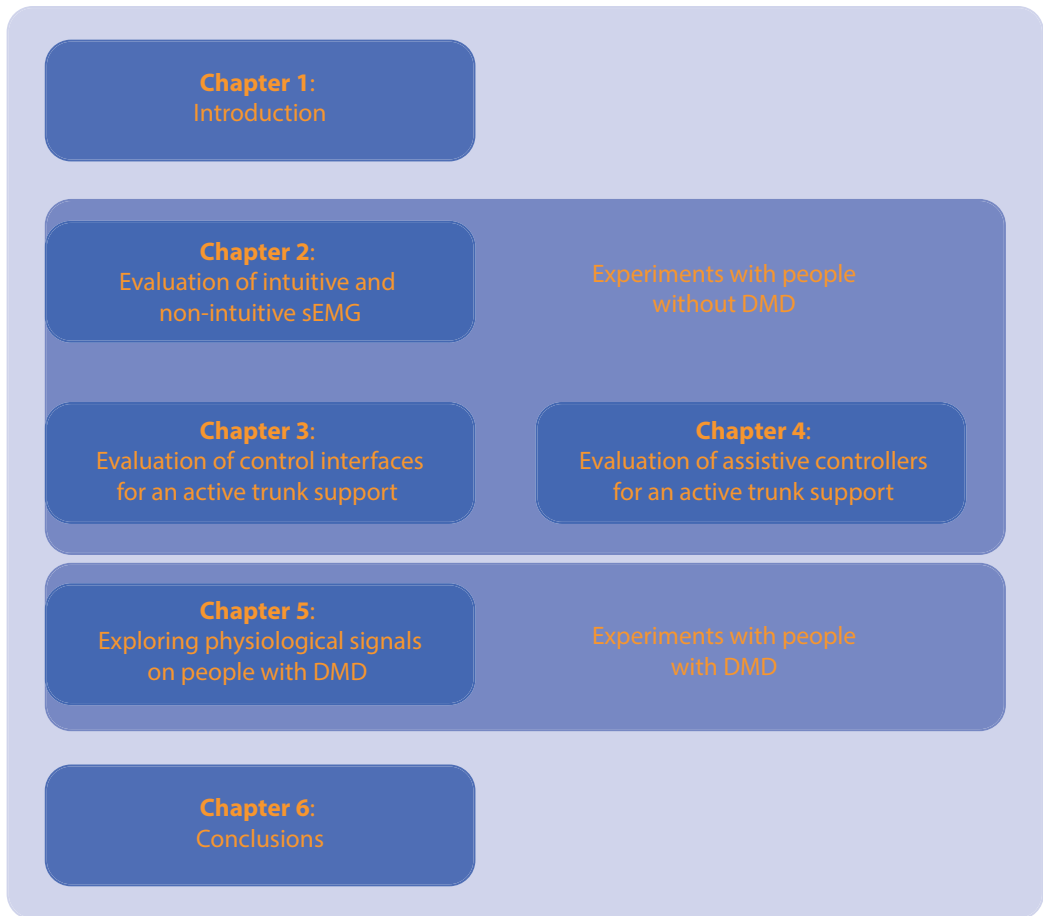 Chapter 1:
Introduction
Chapter 2:
Evaluation of intuitive and
non-intuitive sEMG
Experiments with people
without DMD
Chapter 3:
Evaluation of control interfaces
for an active trunk support
Chapter 4:
Evaluation of assistive controllers
for an active trunk support
Chapter 5:
Exploring physiological signals
on people with DMD
Experiments with people
with DMD
Chapter 6:
Conclusions